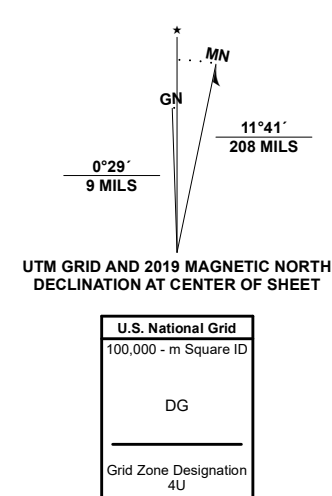 MN
GN
11°41´
208 MILS
0°29´
9 MILS
UTM GRID AND 2019 MAGNETIC NORTH
DECLINATION AT CENTER OF SHEET
U.S. National Grid
100,000 - m Square ID
DG
Grid Zone Designation
4U